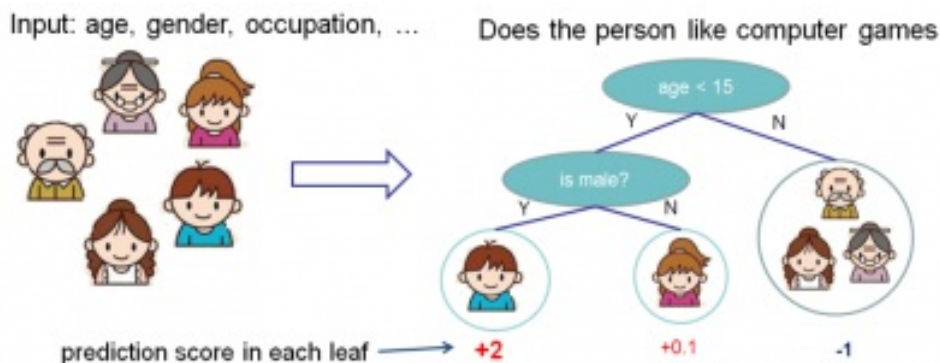 Input: age, gender, occupation, ...
Does the person like computer games
age < 15
Y
N
is male?
Y
N
prediction score in each leaf
+2
+0.1
-1